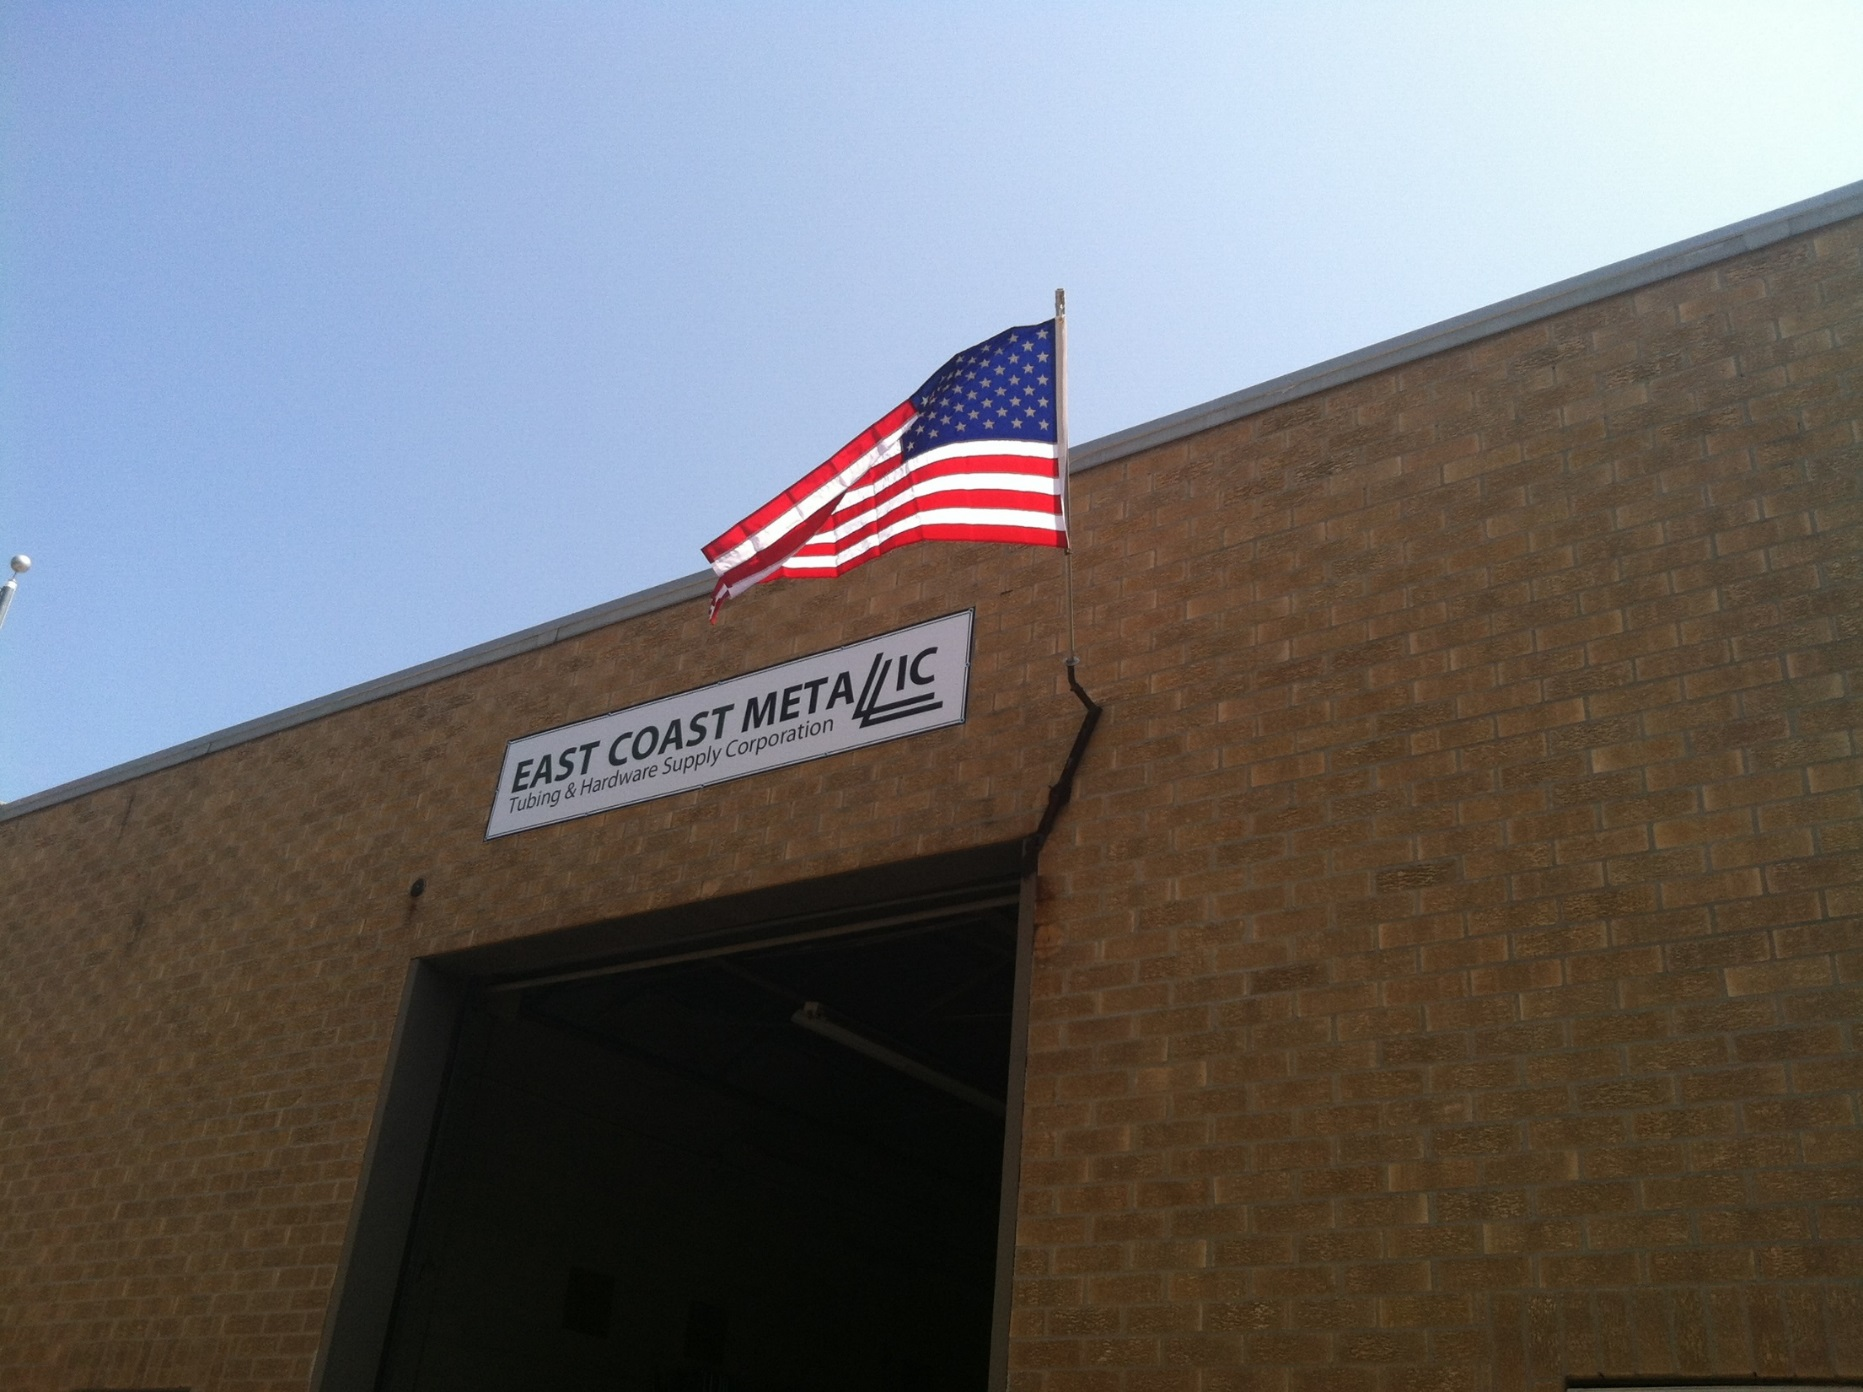 EAST COAST METALLIC
Tubing & Hardware Supply Corporation